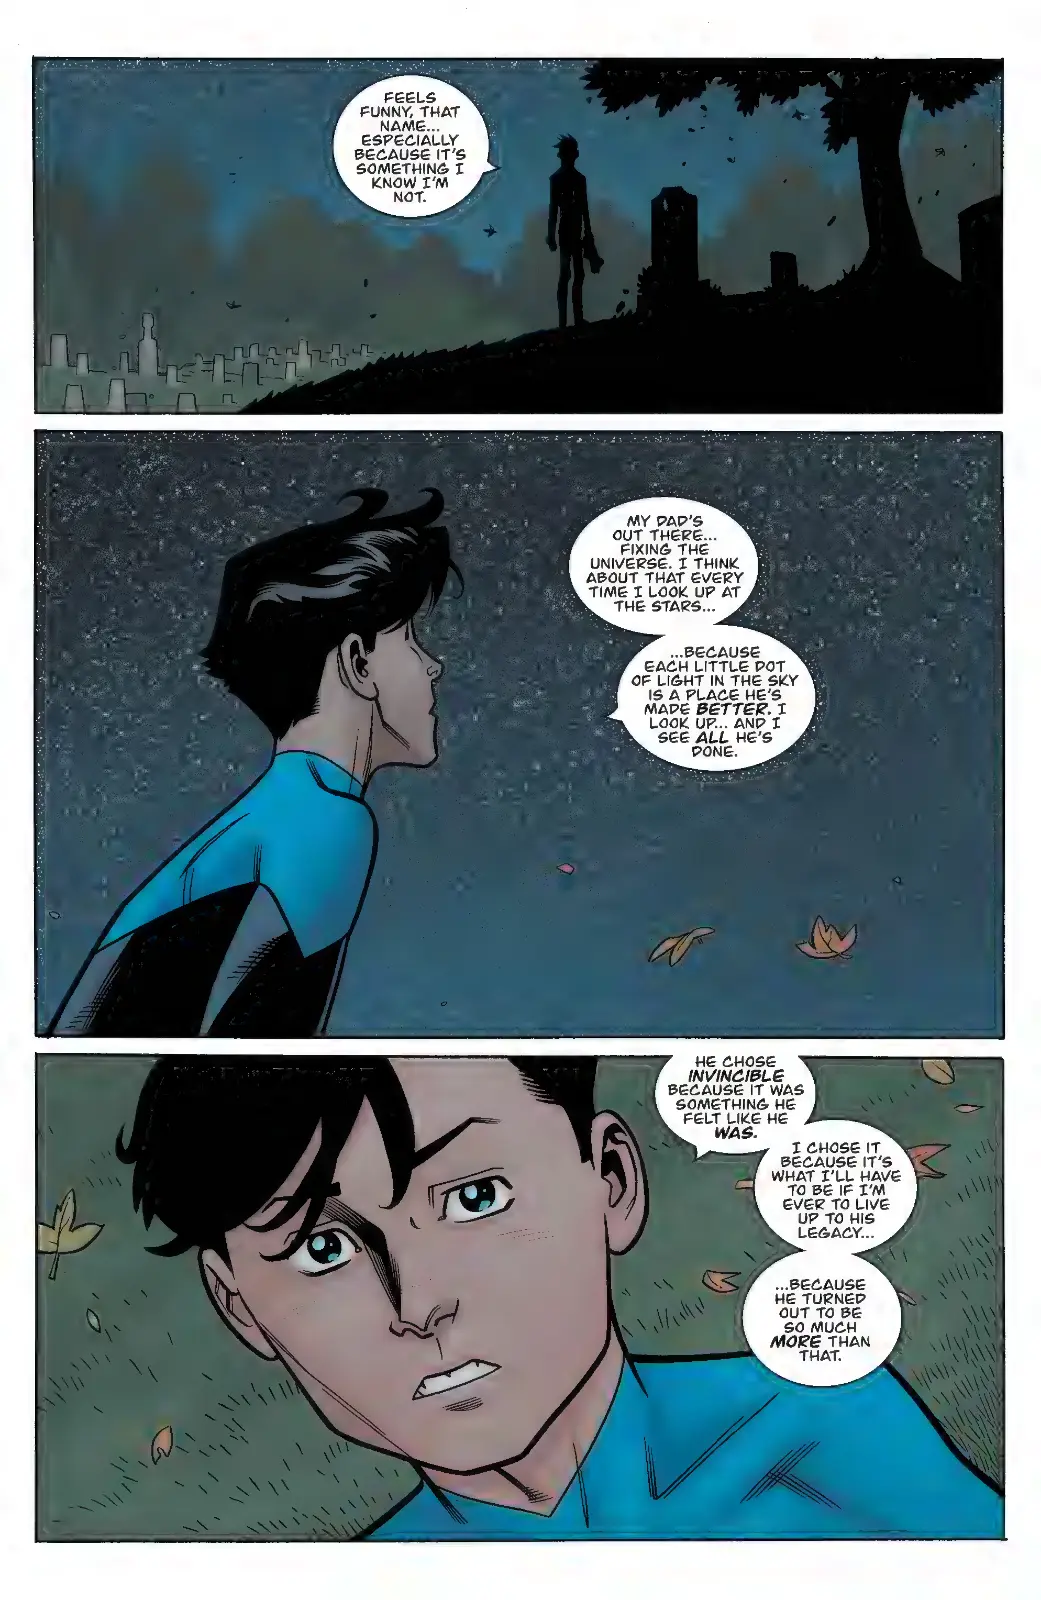 FEELS
FUNNY, THAT
NAME...
ESPECIALLY
BECAUSE IT'S
SOMETHING I
KNOW I'M
NOT.
MY DAD'S
OUT THERE...
FIXING THE
UNIVERSE. I THINK
ABOUT THAT EVERY
TIME I LOOK UP AT
THE STARS...
...BECAUSE
EACH LITTLE DOT
OF LIGHT IN THE SKY
IS A PLACE HE'S
MADE BETTER. I
LOOK UP... AND I
SEE ALL HE'S
DONE.
HE CHOSE
INVINCIBLE
BECAUSE IT WAS
SOMETHING HE
FELT LIKE HE
WAS.
I CHOSE IT
BECAUSE IT'S
WHAT I'LL HAVE
TO BE IF I'M
EVER TO LIVE
UP TO HIS
LEGACY...
...BECAUSE
HE TURNED
OUT TO BE
SO MUCH
MORE THAN
THAT.